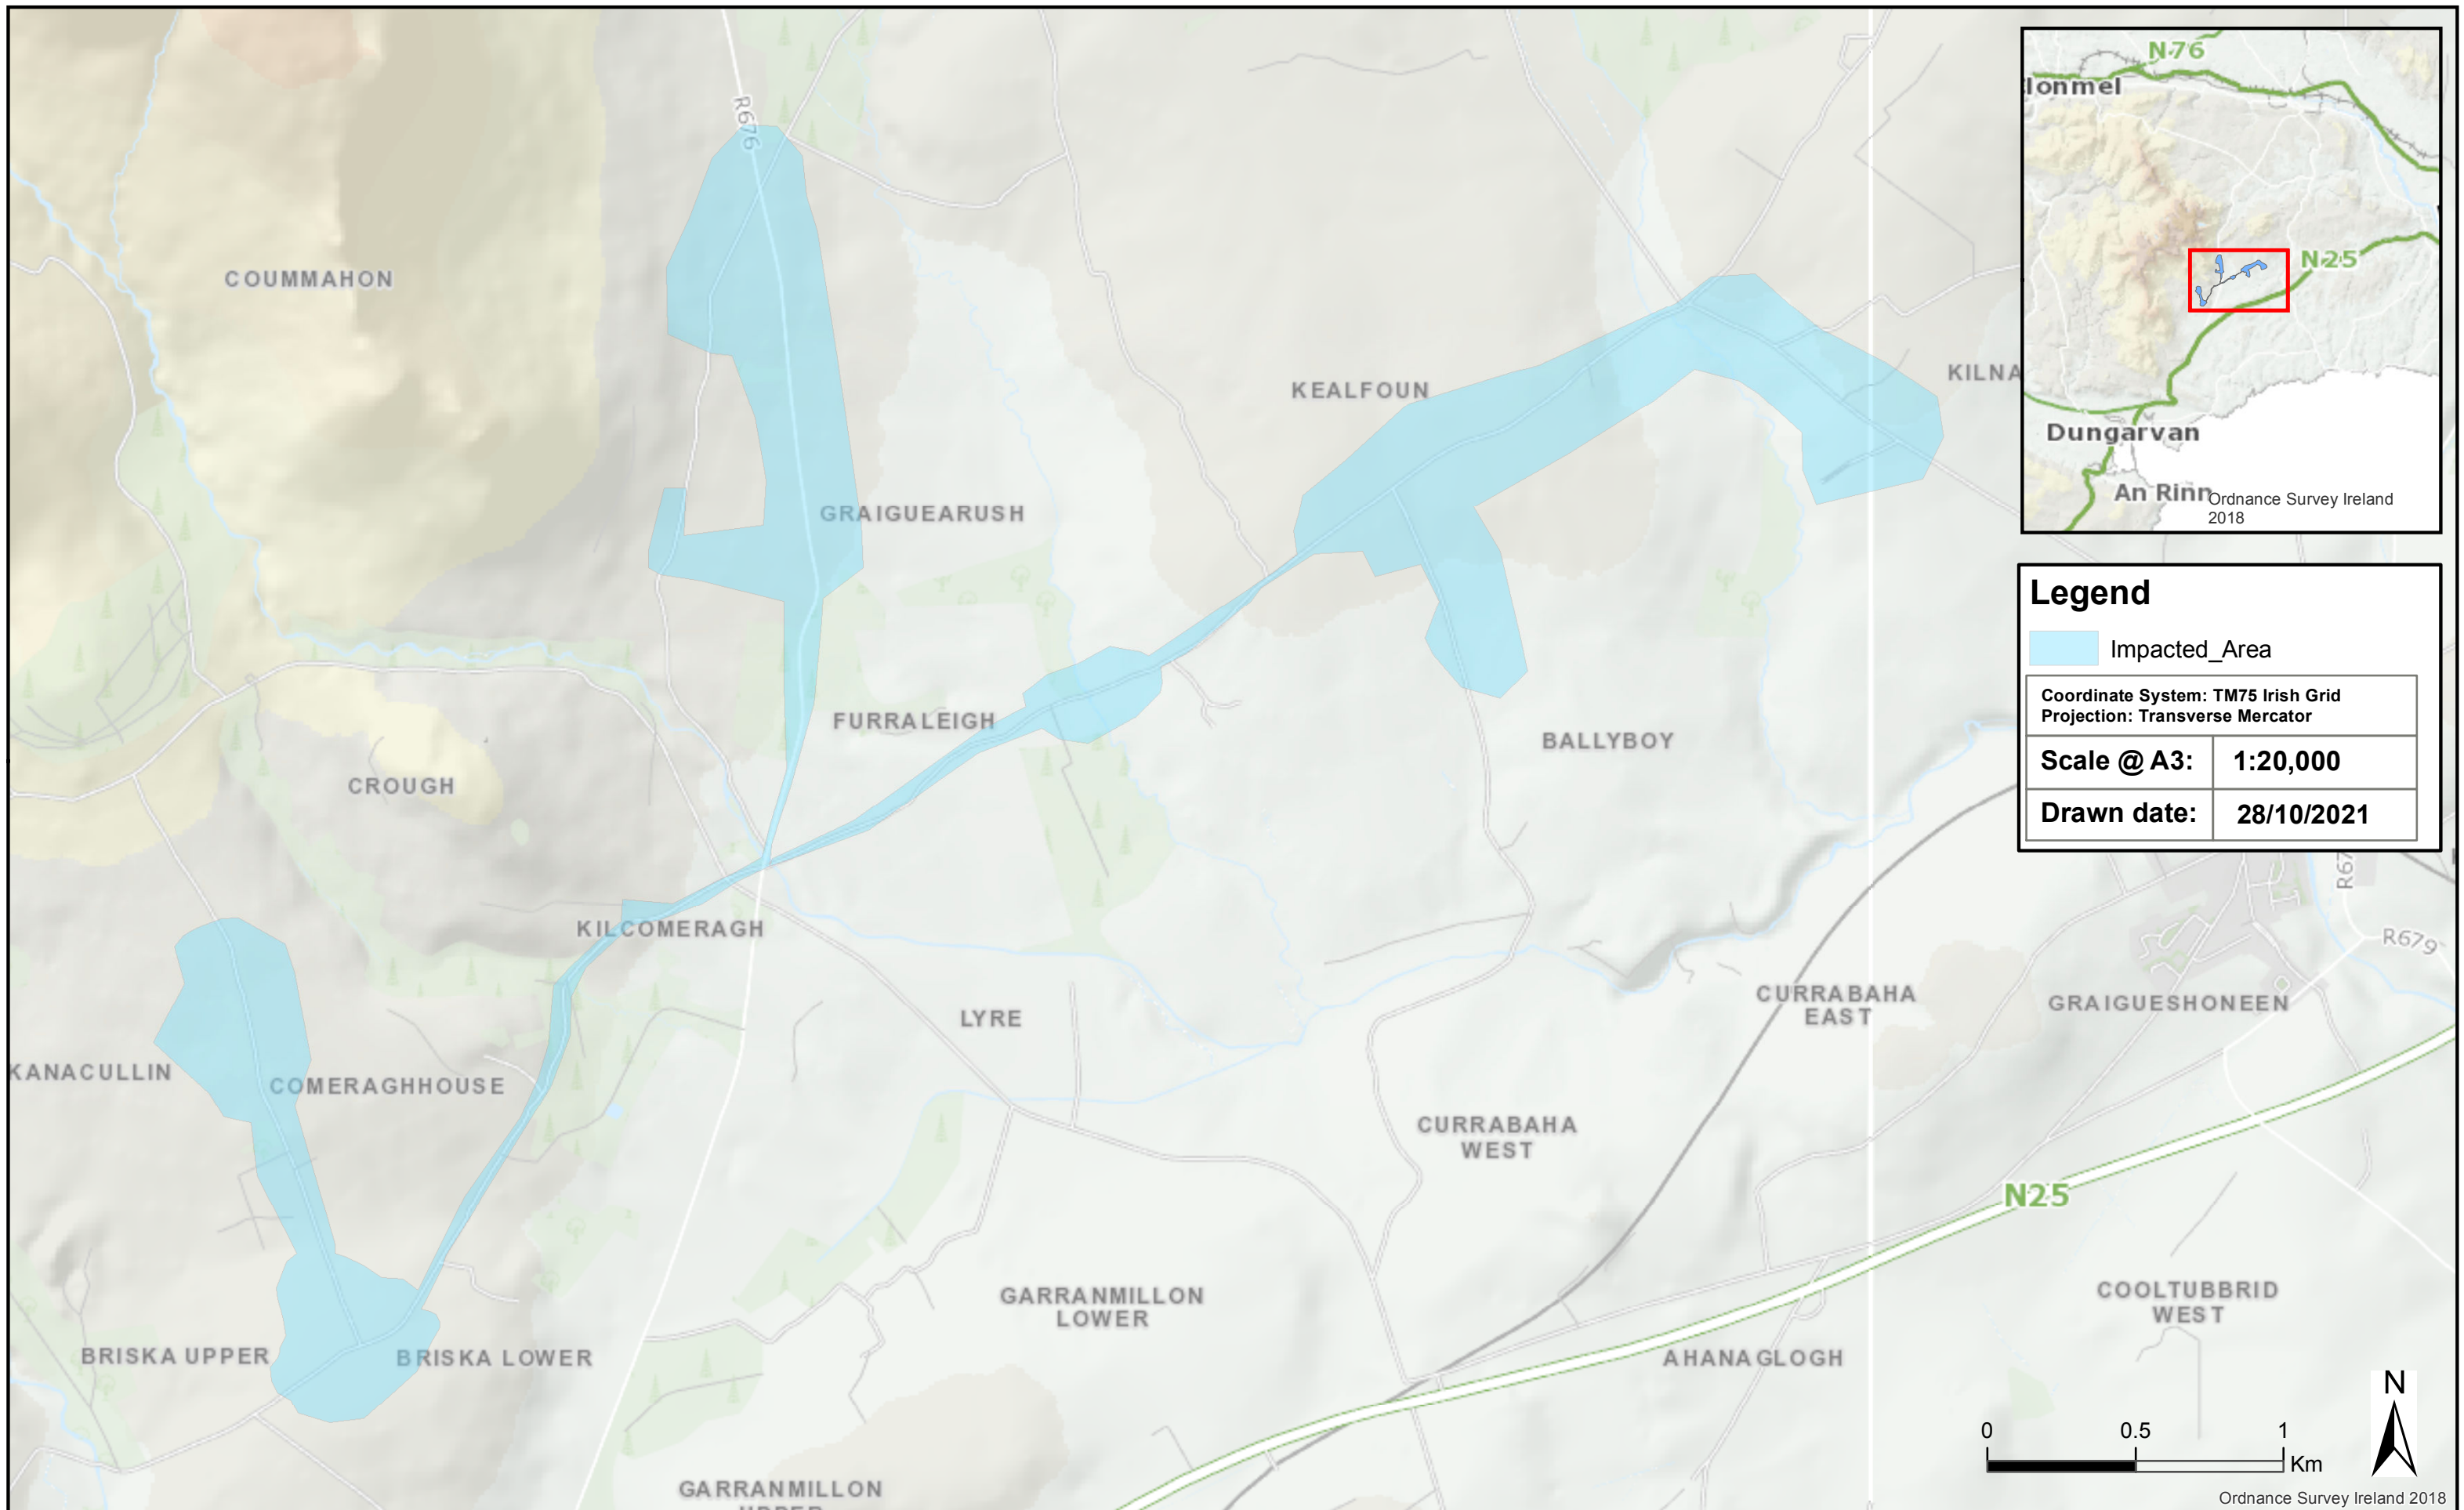 R676
COUMMAHON
KEALFOUN
KILNA
GRAIGUEARUSH
FURRALEIGH
BALLYBOY
CROUGH
KILCOMERAGH
LYRE
CURRABAHA
EAST
GRAIGUESHONEEN
R67
R679
KANACULLIN
COMERAGHHOUSE
CURRABAHA
WEST
N25
GARRANMILLON
LOWER
COOLTUBBRID
WEST
BRISKA UPPER
BRISKA LOWER
AHANAGLOGH
GARRANMILLON
UPPER
N76
lonmel
N25
Dungarvan
An Rinn
Ordnance Survey Ireland
2018
Legend
Impacted_Area
Coordinate System: TM75 Irish Grid
Projection: Transverse Mercator
Scale @ A3: 1:20,000
Drawn date: 28/10/2021
0 0.5 1
Km
N
Ordnance Survey Ireland 2018